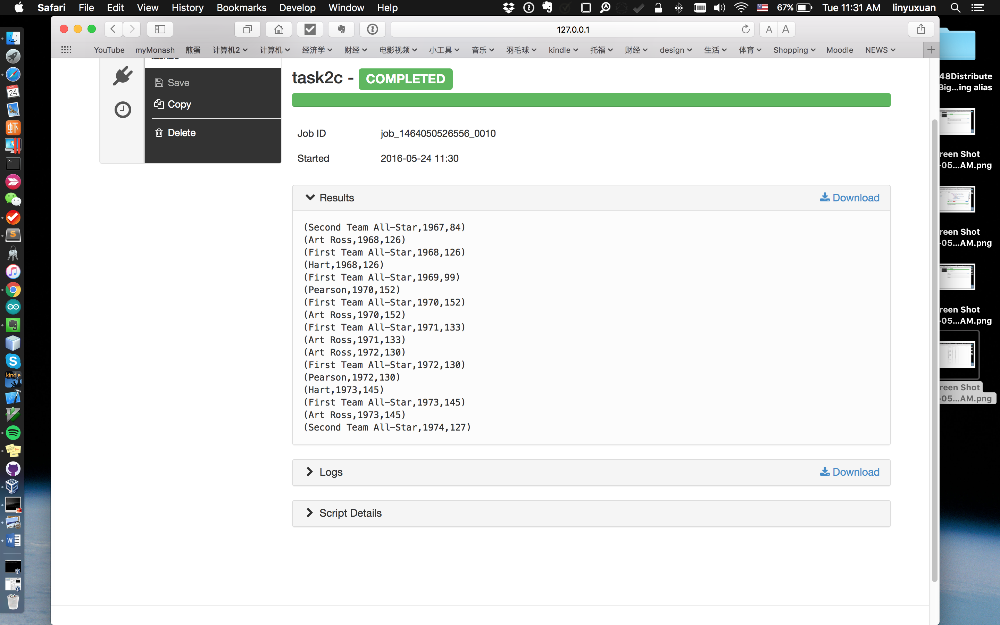 Safari File Edit View History Bookmarks Develop Window Help 67% Tue 11:31 AM linyuxuan
127.0.0.1 A A
YouTube myMonash 煎蛋 计算机2 计算机 经济学 财经 电影视频 小工具 音乐 羽毛球 kindle 托福 财经 design 生活 体育 Shopping Moodle NEWS
task2c
Save
Copy
Delete
task2c - COMPLETED
Job ID job_1464050526556_0010
Started 2016-05-24 11:30
Results Download
(Second Team All-Star,1967,84)
(Art Ross,1968,126)
(First Team All-Star,1968,126)
(Hart,1968,126)
(First Team All-Star,1969,99)
(Pearson,1970,152)
(First Team All-Star,1970,152)
(Art Ross,1970,152)
(First Team All-Star,1971,133)
(Art Ross,1971,133)
(Art Ross,1972,130)
(First Team All-Star,1972,130)
(Pearson,1972,130)
(Hart,1973,145)
(First Team All-Star,1973,145)
(Art Ross,1973,145)
(Second Team All-Star,1974,127)
Logs Download
Script Details
48Distribute
Big...ing alias
reen Shot
-05...AM.png
reen Shot
-05...AM.png
reen Shot
-05...AM.png
reen Shot
-05...AM.png
MAY
24
虾
kindle